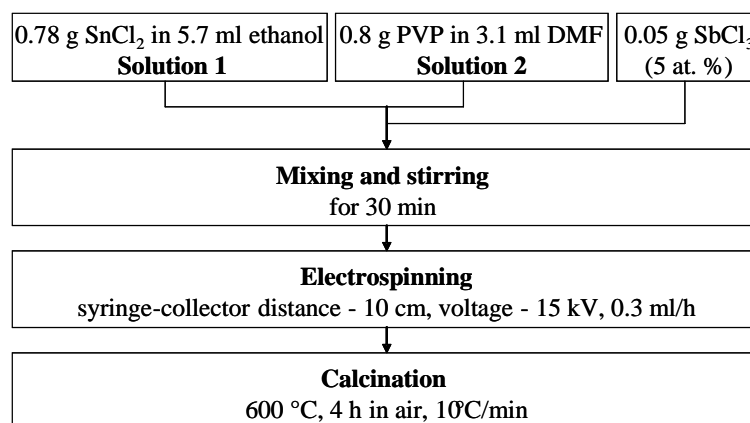 0.78 g SnCl₂ in 5.7 ml ethanol
Solution 1
0.8 g PVP in 3.1 ml DMF
Solution 2
0.05 g SbCl₃
(5 at. %)
Mixing and stirring
for 30 min
Electrospinning
syringe-collector distance - 10 cm, voltage - 15 kV, 0.3 ml/h
Calcination
600 °C, 4 h in air, 10°C/min